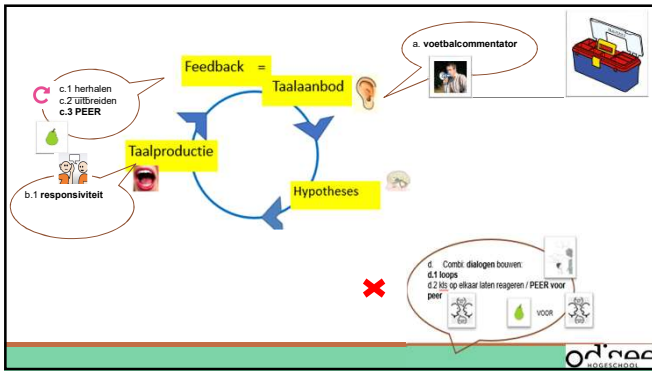 Feedback =
Taalaanbod
a. voetbalcommentator
c.1 herhalen
c.2 uitbreiden
c.3 PEER
Taalproductie
b.1 responsiviteit
Hypotheses
d. Combi: dialogen bouwen:
d.1 loops
d.2 kls op elkaar laten reageren / PEER voor
peer
VOOR
odisee
HOGESCHOOL